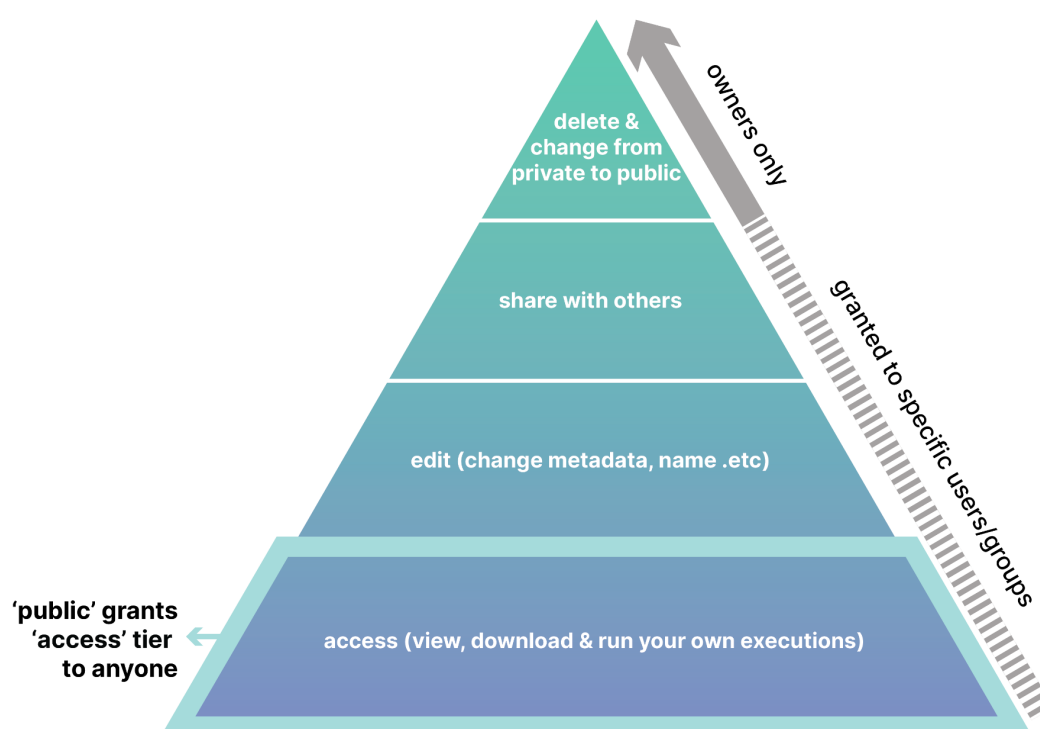 delete &
change from
private to public
owners only
share with others
granted to specific users/groups
edit (change metadata, name .etc)
‘public’ grants
‘access’ tier
to anyone
access (view, download & run your own executions)